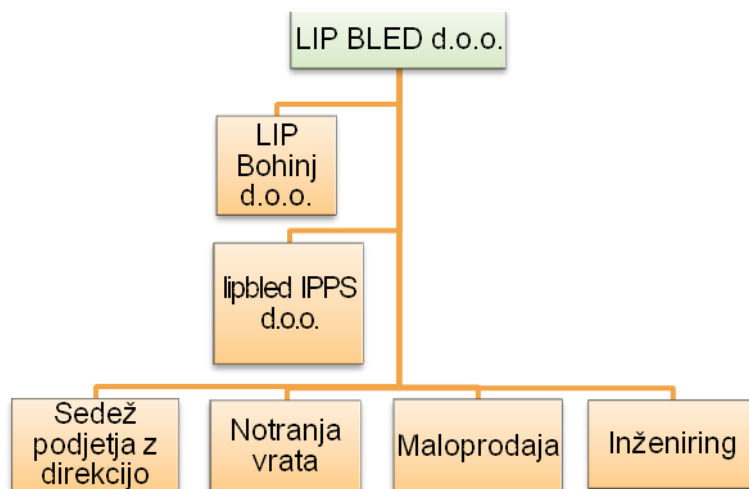 LIP BLED d.o.o.
LIP
Bohinj
d.o.o.
lipbled IPPS
d.o.o.
Sedež
podjetja z
direkcijo
Notranja
vrata
Maloprodaja
Inženiring